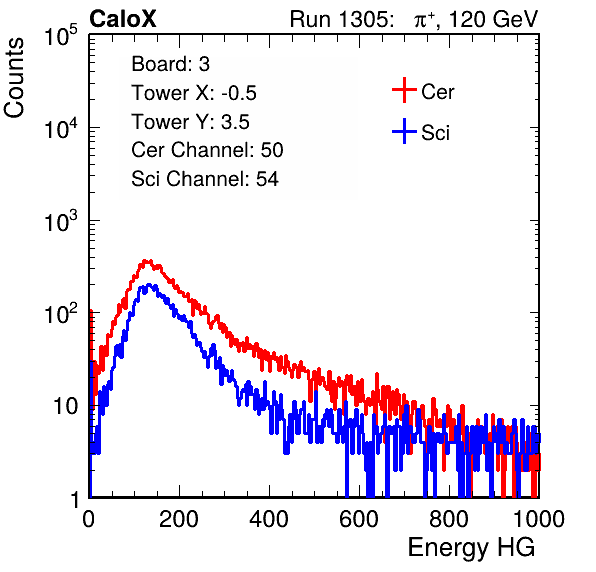 CaloX Run 1305: π⁺, 120 GeV
Counts
10⁵
10⁴
10³
10²
10
1
Board: 3
Tower X: -0.5
Tower Y: 3.5
Cer Channel: 50
Sci Channel: 54
Cer
Sci
0 200 400 600 800 1000
Energy HG